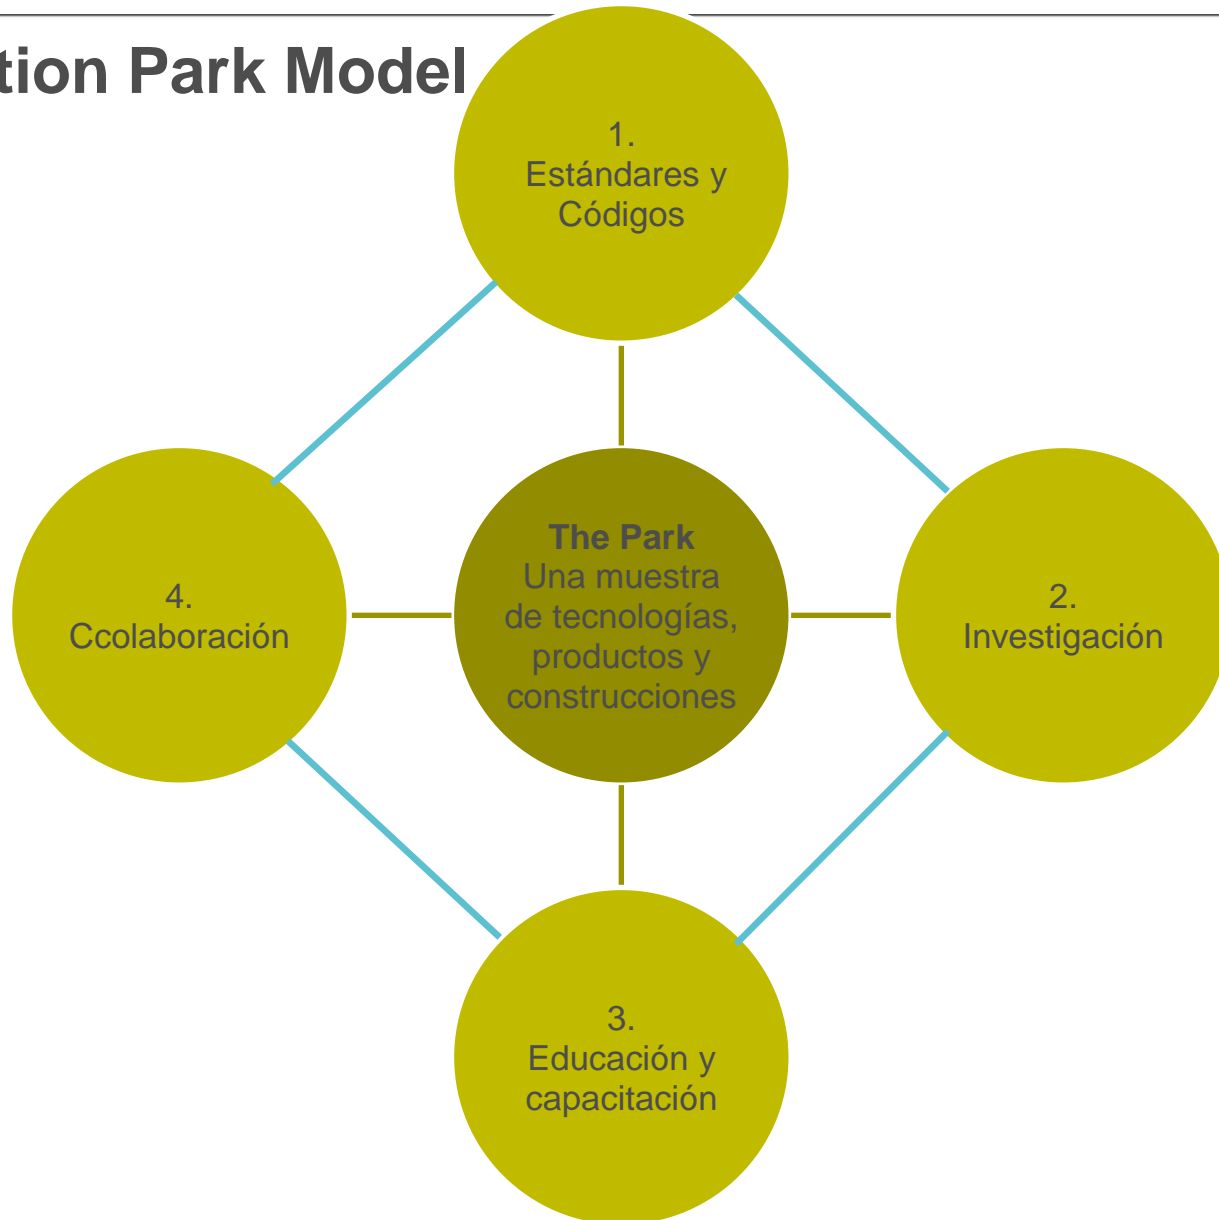 tion Park Model
1.
Estándares y
Códigos
The Park
Una muestra
de tecnologías,
productos y
construcciones
4.
Ccolaboración
2.
Investigación
3.
Educación y
capacitación